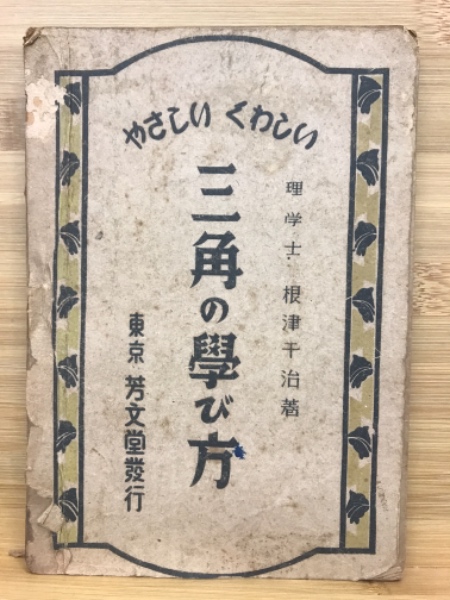 やさしい くわしい
理学士・根津千治著
三角の學び方
東京 芳文堂發行